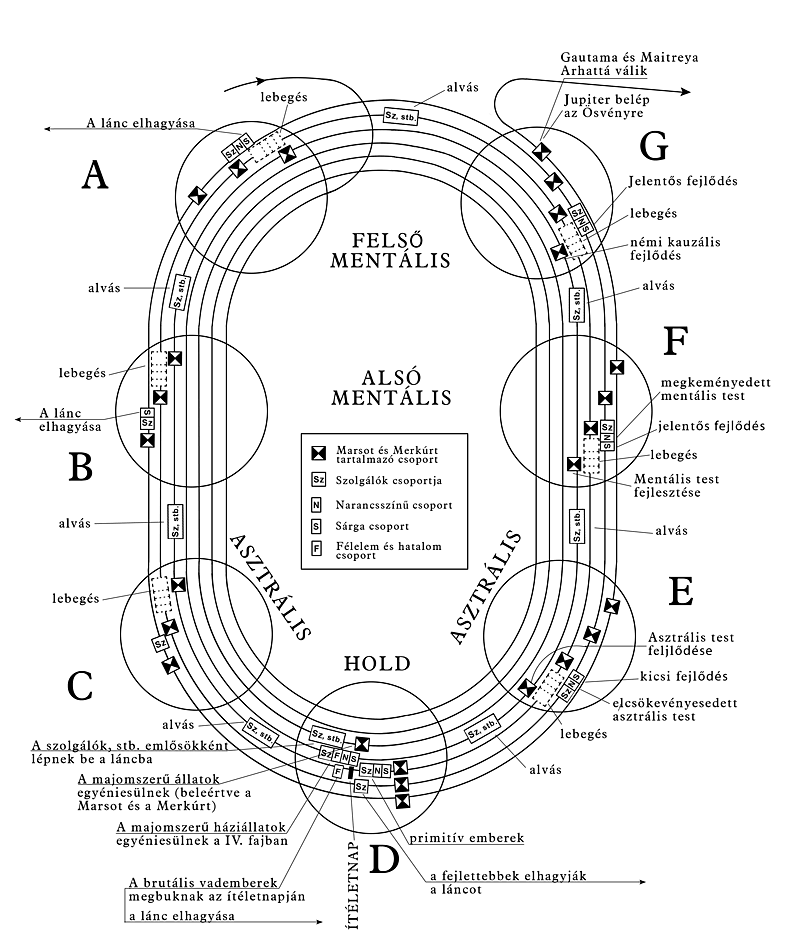 Gautama és Maitreya
Arhattá válik
Jupiter belép
az Ösvényre
alvás
lebegés
A lánc elhagyása
Sz N S
Sz, stb.
A
G
Jelentős fejlődés
Sz
N
S
lebegés
némi kauzális
fejlődés
FELSŐ
MENTÁLIS
alvás
Sz, stb.
Sz, stb.
alvás
F
lebegés
ALSÓ
MENTÁLIS
megkeményedett
mentális test
A lánc
elhagyása
S
Sz
Sz
N
S
jelentős fejlődés
lebegés
Mentális test
fejlesztése
B
Marsot és Merkúrt
tartalmazó csoport
Sz Szolgálók csoportja
N Narancsszínű csoport
S Sárga csoport
F Félelem és hatalom
csoport
alvás
Sz, stb.
Sz, stb.
alvás
ASZTRÁLIS
ASZTRÁLIS
lebegés
Sz
E
Asztrális test
feljlődése
kicsi fejlődés
Sz N S
elcsökevényesedett
asztrális test
lebegés
C
HOLD
alvás
Sz, stb.
Sz, stb.
Sz, stb.
alvás
A szolgálók, stb. emlősökként
lépnek be a láncba
Sz F N S
F
Sz N S
Sz
A majomszerű állatok
egyéniesülnek (beleértve a
Marsot és a Merkúrt)
A majomszerű háziállatok
egyéniesülnek a IV. fajban
primitív emberek
D
ÍTÉLETNAP
A brutális vademberek
megbuknak az ítéletnapján
a lánc elhagyása
a fejlettebbek elhagyják
a láncot